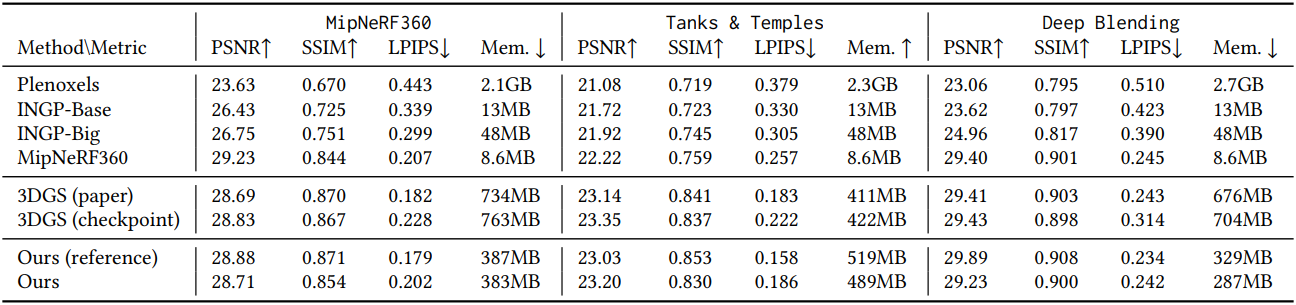 MipNeRF360 Tanks & Temples Deep Blending
Method\Metric PSNR↑ SSIM↑ LPIPS↓ Mem. ↓ PSNR↑ SSIM↑ LPIPS↓ Mem. ↑ PSNR↑ SSIM↑ LPIPS↓ Mem. ↓
Plenoxels 23.63 0.670 0.443 2.1GB 21.08 0.719 0.379 2.3GB 23.06 0.795 0.510 2.7GB
INGP-Base 26.43 0.725 0.339 13MB 21.72 0.723 0.330 13MB 23.62 0.797 0.423 13MB
INGP-Big 26.75 0.751 0.299 48MB 21.92 0.745 0.305 48MB 24.96 0.817 0.390 48MB
MipNeRF360 29.23 0.844 0.207 8.6MB 22.22 0.759 0.257 8.6MB 29.40 0.901 0.245 8.6MB
3DGS (paper) 28.69 0.870 0.182 734MB 23.14 0.841 0.183 411MB 29.41 0.903 0.243 676MB
3DGS (checkpoint) 28.83 0.867 0.228 763MB 23.35 0.837 0.222 422MB 29.43 0.898 0.314 704MB
Ours (reference) 28.88 0.871 0.179 387MB 23.03 0.853 0.158 519MB 29.89 0.908 0.234 329MB
Ours 28.71 0.854 0.202 383MB 23.20 0.830 0.186 489MB 29.23 0.900 0.242 287MB